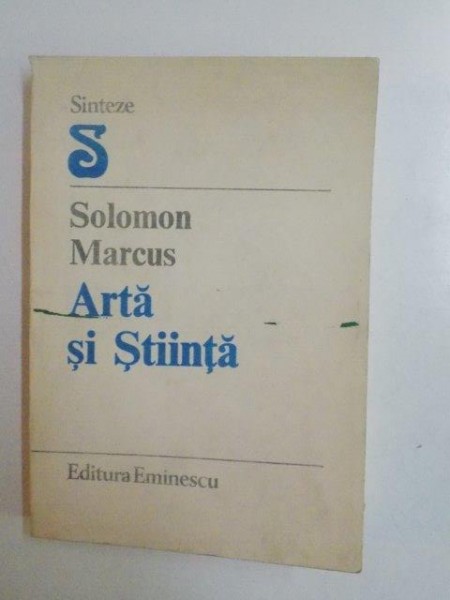 Sinteze
S
Solomon
Marcus
Artă
și Știință
Editura Eminescu